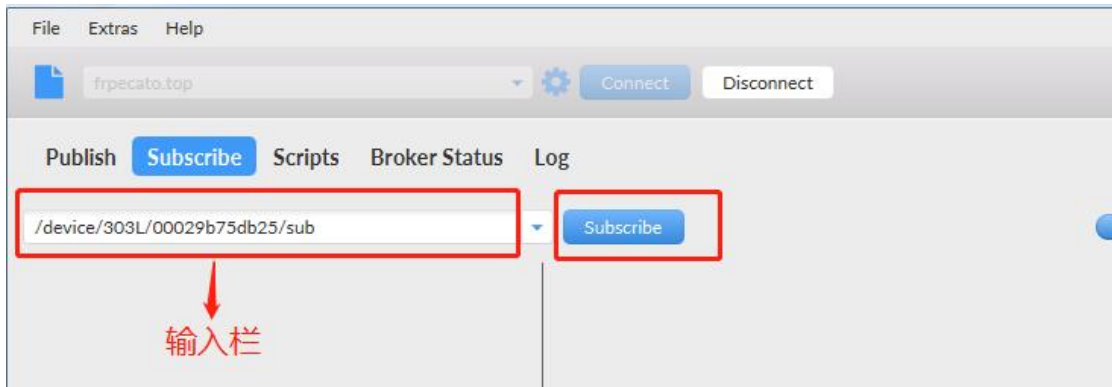 File Extras Help
frpecato.top Connect Disconnect
Publish Subscribe Scripts Broker Status Log
/device/303L/00029b75db25/sub Subscribe
输入栏